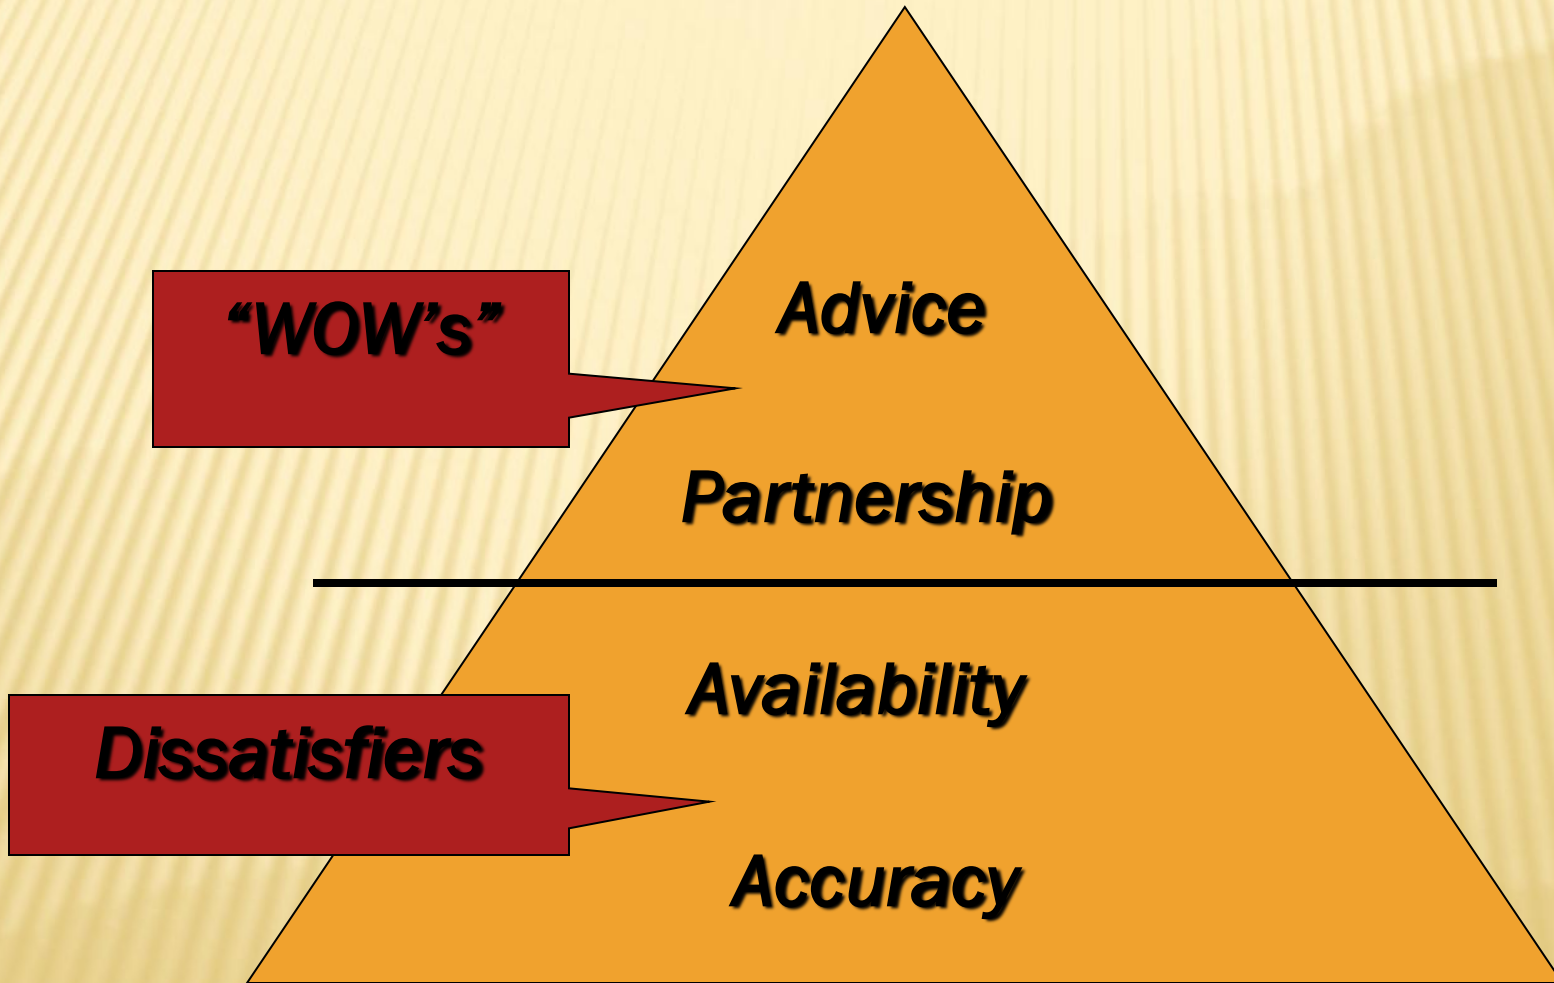 Advice
“WOW’s”
Partnership
Availability
Dissatisfiers
Accuracy